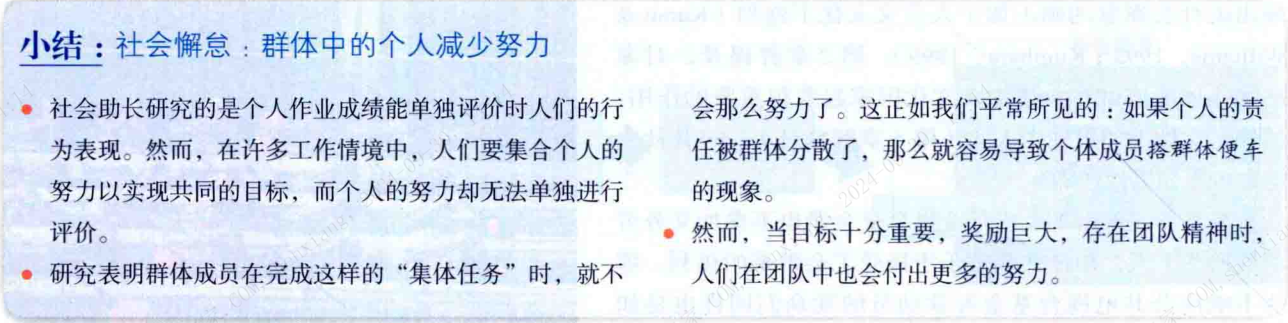 小结：社会懈怠：群体中的个人减少努力
● 社会助长研究的是个人作业成绩能单独评价时人们的行
为表现。然而，在许多工作情境中，人们要集合个人的
努力以实现共同的目标，而个人的努力却无法单独进行
评价。
● 研究表明群体成员在完成这样的“集体任务”时，就不
会那么努力了。这正如我们平常所见的：如果个人的责
任被群体分散了，那么就容易导致个体成员搭群体便车
的现象。
● 然而，当目标十分重要，奖励巨大，存在团队精神时，
人们在团队中也会付出更多的努力。